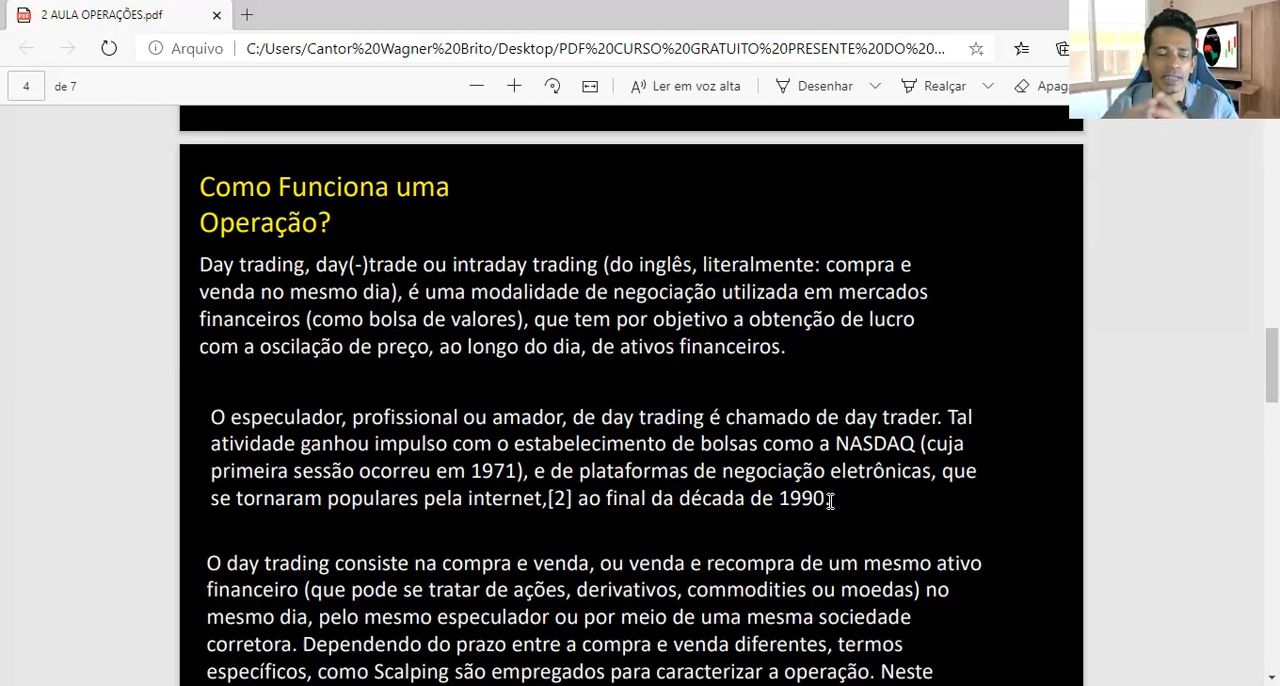 2 AULA OPERAÇÕES.pdf
Arquivo
C:/Users/Cantor%20Wagner%20Brito/Desktop/PDF%20CURSO%20GRATUITO%20PRESENTE%20DO%20...
4 de 7
Ler em voz alta
Desenhar
Realçar
Apag
Como Funciona uma
Operação?
Day trading, day(-)trade ou intraday trading (do inglês, literalmente: compra e
venda no mesmo dia), é uma modalidade de negociação utilizada em mercados
financeiros (como bolsa de valores), que tem por objetivo a obtenção de lucro
com a oscilação de preço, ao longo do dia, de ativos financeiros.
O especulador, profissional ou amador, de day trading é chamado de day trader. Tal
atividade ganhou impulso com o estabelecimento de bolsas como a NASDAQ (cuja
primeira sessão ocorreu em 1971), e de plataformas de negociação eletrônicas, que
se tornaram populares pela internet,[2] ao final da década de 1990.
O day trading consiste na compra e venda, ou venda e recompra de um mesmo ativo
financeiro (que pode se tratar de ações, derivativos, commodities ou moedas) no
mesmo dia, pelo mesmo especulador ou por meio de uma mesma sociedade
corretora. Dependendo do prazo entre a compra e venda diferentes, termos
específicos, como Scalping são empregados para caracterizar a operação. Neste